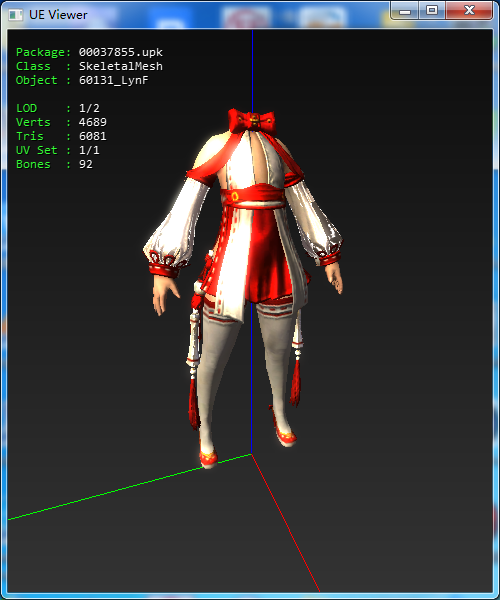 UE Viewer
Package: 00037855.upk
Class : SkeletalMesh
Object : 60131_LynF
LOD : 1/2
Verts : 4689
Tris : 6081
UV Set : 1/1
Bones : 92